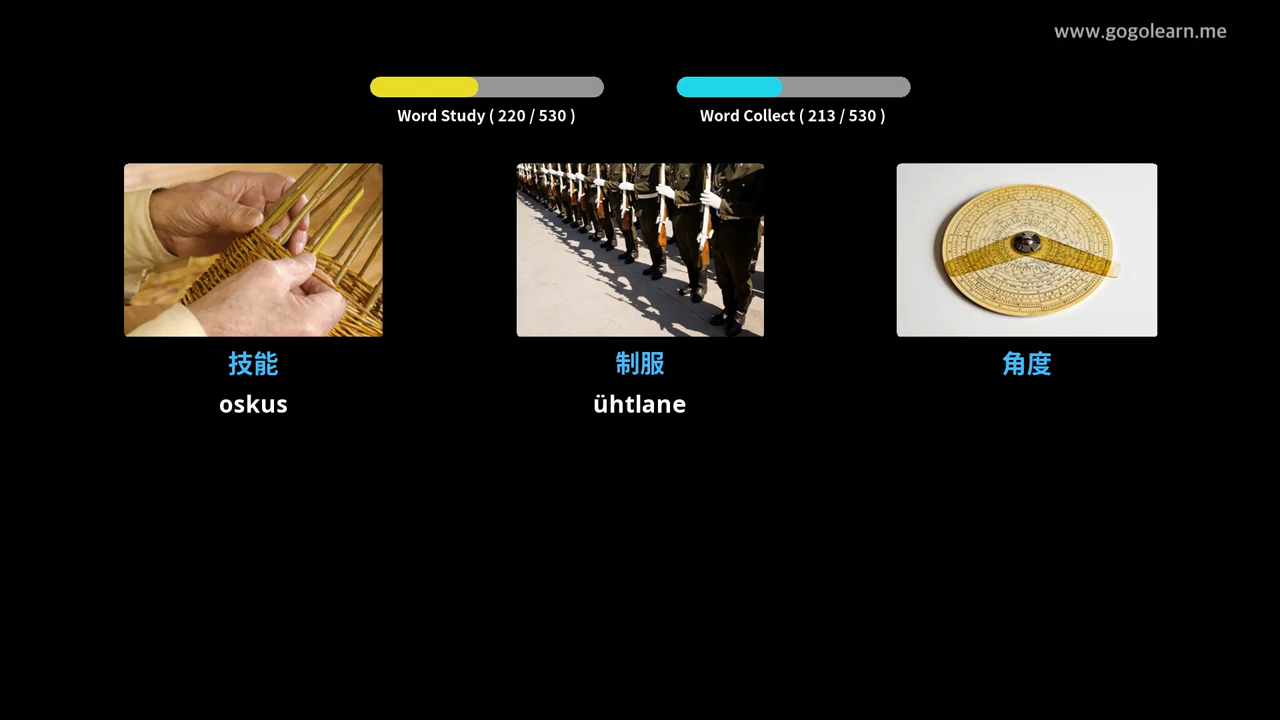 www.gogolearn.me
Word Study ( 220 / 530 )
Word Collect ( 213 / 530 )
技能
制服
角度
oskus
ühtlane